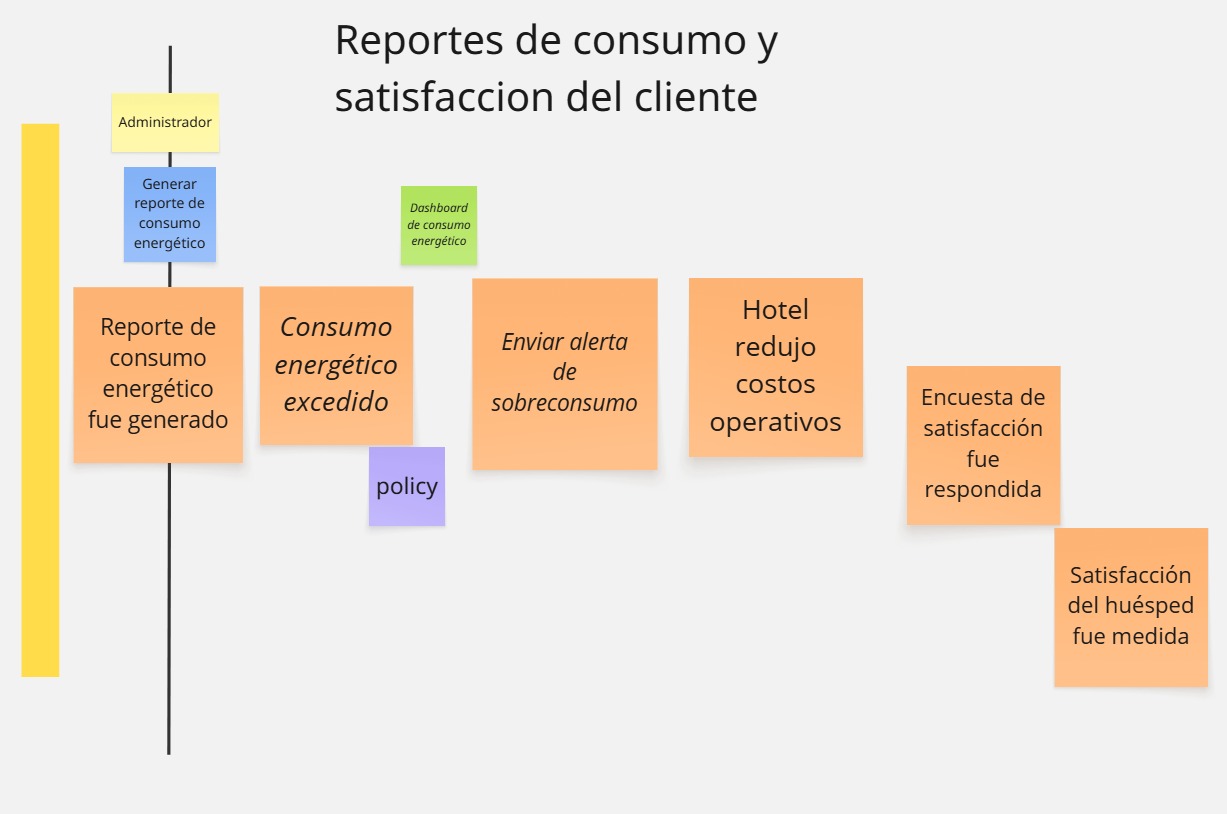 Reportes de consumo y
satisfaccion del cliente
Administrador
Generar
reporte de
consumo
energético
Dashboard
de consumo
energético
Reporte de
consumo
energético
fue generado
Consumo
energético
excedido
policy
Enviar alerta
de
sobreconsumo
Hotel
redujo
costos
operativos
Encuesta de
satisfacción
fue
respondida
Satisfacción
del huésped
fue medida